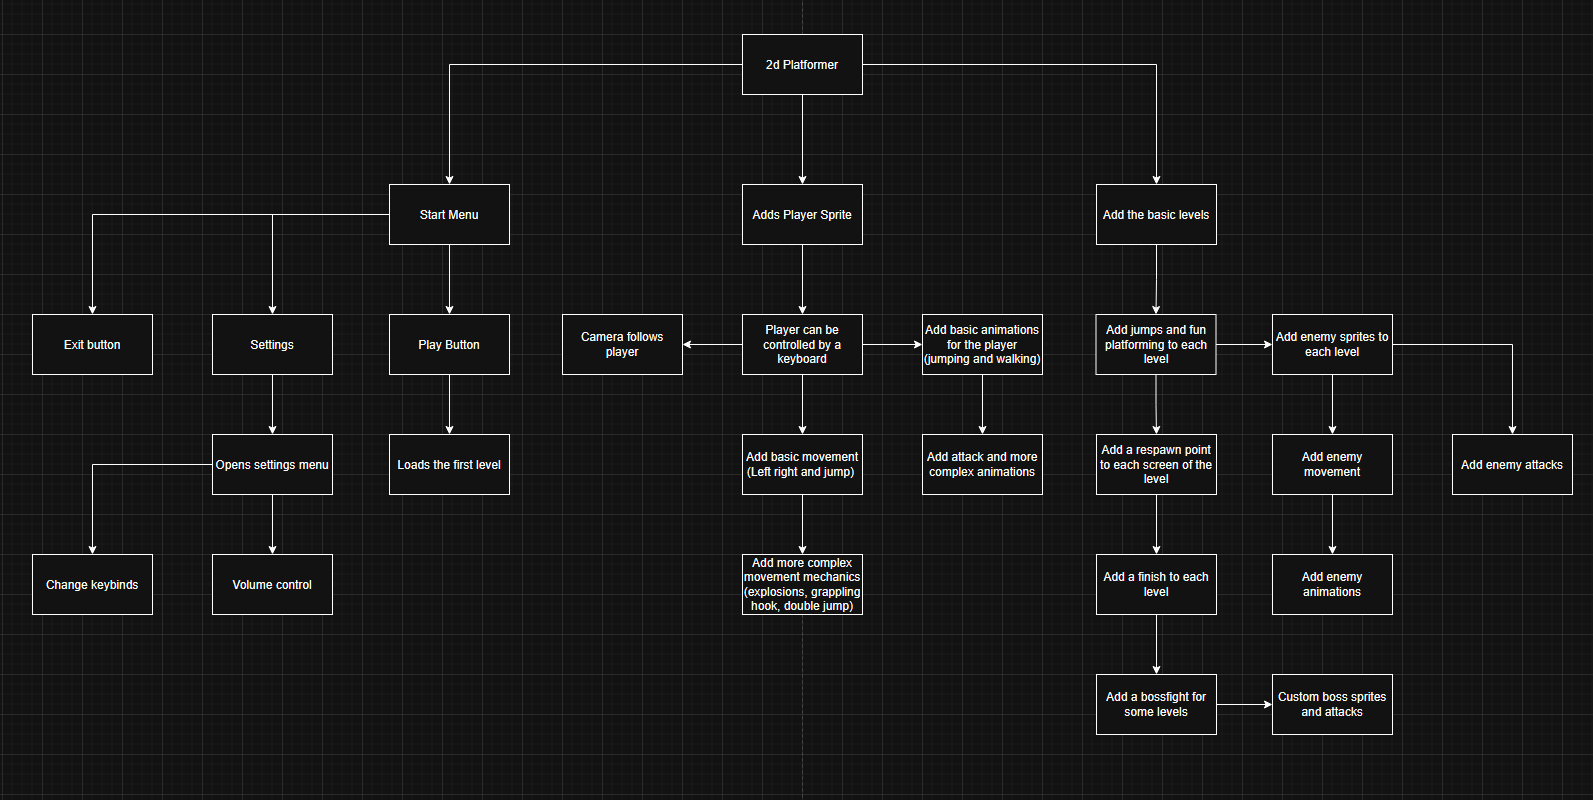 2d Platformer
Start Menu
Adds Player Sprite
Add the basic levels
Exit button
Settings
Play Button
Camera follows
player
Player can be
controlled by a
keyboard
Add basic animations
for the player
(jumping and walking)
Add jumps and fun
platforming to each
level
Add enemy sprites to
each level
Opens settings menu
Loads the first level
Add basic movement
(Left right and jump)
Add attack and more
complex animations
Add a respawn point
to each screen of the
level
Add enemy
movement
Add enemy attacks
Change keybinds
Volume control
Add more complex
movement mechanics
(explosions, grappling
hook, double jump)
Add a finish to each
level
Add enemy
animations
Add a bossfight for
some levels
Custom boss sprites
and attacks